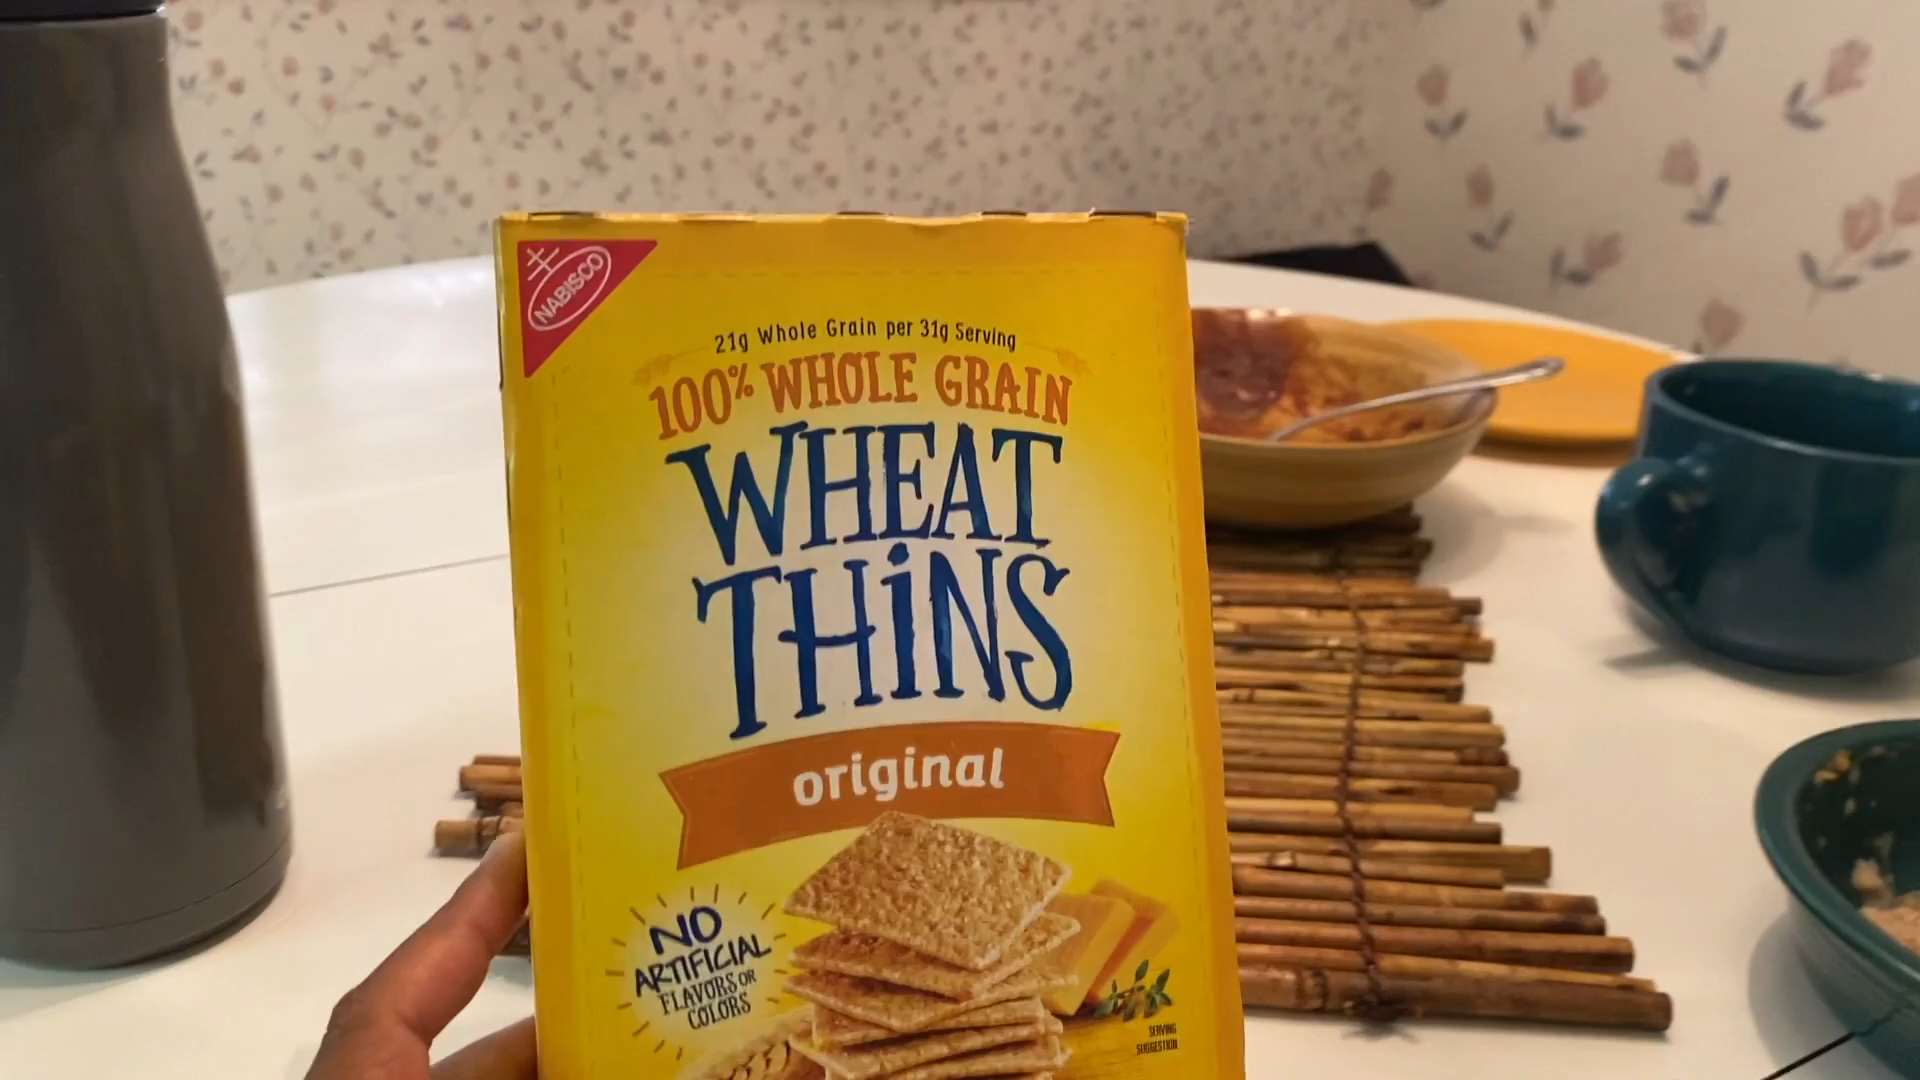 NABISCO
21g Whole Grain per 31g Serving
100% WHOLE GRAIN
WHEAT
THiNS
original
NO
ARTIFICIAL
FLAVORS OR
COLORS
SERVING
SUGGESTION